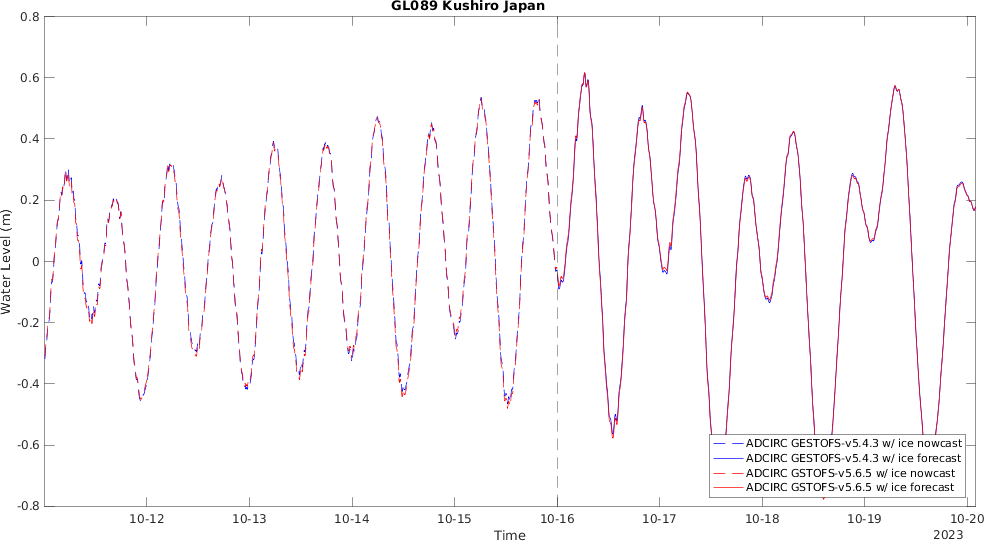 GL089 Kushiro Japan
0.8
0.6
0.4
0.2
0
-0.2
-0.4
-0.6
-0.8
Water Level (m)
ADCIRC GESTOFS-v5.4.3 w/ ice nowcast
ADCIRC GESTOFS-v5.4.3 w/ ice forecast
ADCIRC GSTOFS-v5.6.5 w/ ice nowcast
ADCIRC GSTOFS-v5.6.5 w/ ice forecast
10-12 10-13 10-14 10-15 10-16 10-17 10-18 10-19 10-20
Time
2023